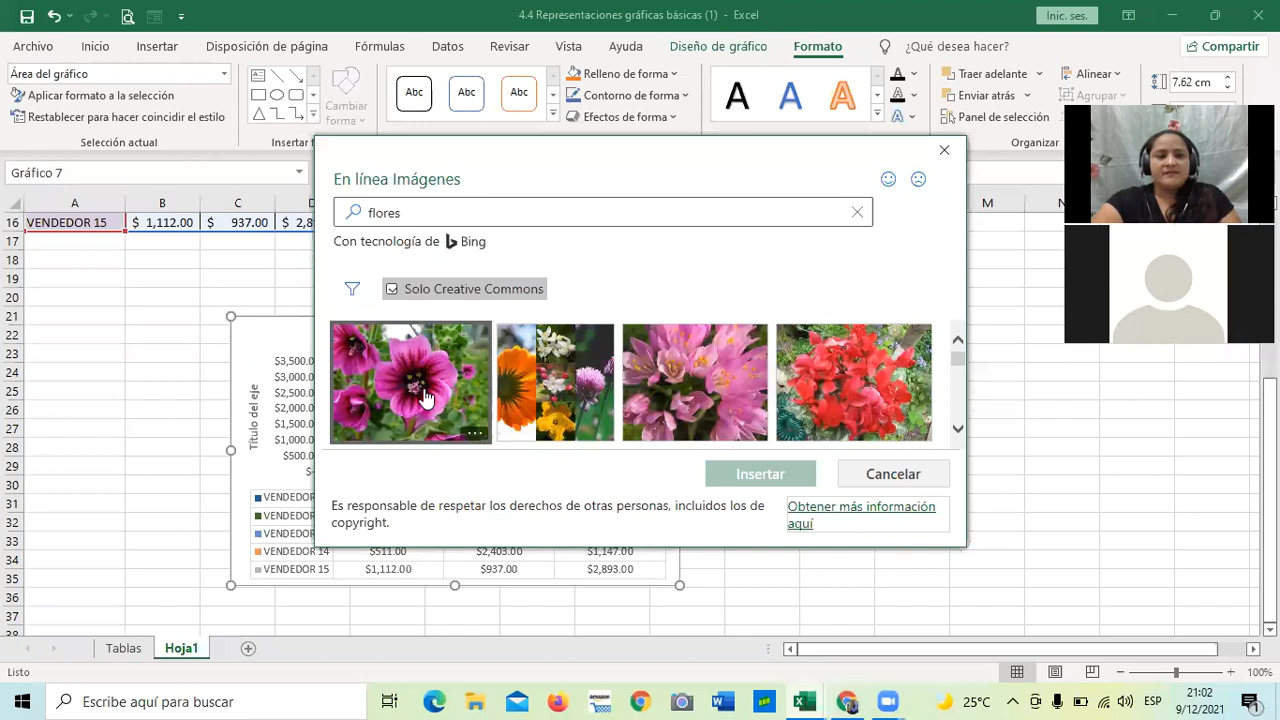 4.4 Representaciones gráficas básicas (1) - Excel
Inic. ses.
Archivo Inicio Insertar Disposición de página Fórmulas Datos Revisar Vista Ayuda Diseño de gráfico Formato ¿Qué desea hacer? Compartir
Área del gráfico
Aplicar formato a la selección
Restablecer para hacer coincidir el estilo
Selección actual
Cambiar
forma
Insertar f
Abc Abc Abc
Relleno de forma
Contorno de forma
Efectos de forma
A A A
A
A
A
Traer adelante
Enviar atrás
Panel de selección
Alinear
Agrupar
Organizar
7.62 cm
Gráfico 7
A B C D M N
16 VENDEDOR 15 $ 1,112.00 $ 937.00 $ 2,8
17
18
19
20
21
22
23
24
25
26
27
28
29
30
31
32
33
34
35
36
37
38
En línea Imágenes
flores
Con tecnología de Bing
Solo Creative Commons
Insertar Cancelar
Es responsable de respetar los derechos de otras personas, incluidos los de
copyright.
Obtener más información
aquí
Título del eje
$3,500.0
$3,000.
$2,500.
$2,000.
$1,500.
$1,000.
$500.
$-
VENDEDOR
VENDEDOR
VENDEDOR
VENDEDOR 14 $511.00 $2,403.00 $1,147.00
VENDEDOR 15 $1,112.00 $937.00 $2,893.00
Tablas Hoja1
Listo
100%
Escribe aquí para buscar
25°C
ESP
21:02
9/12/2021
1